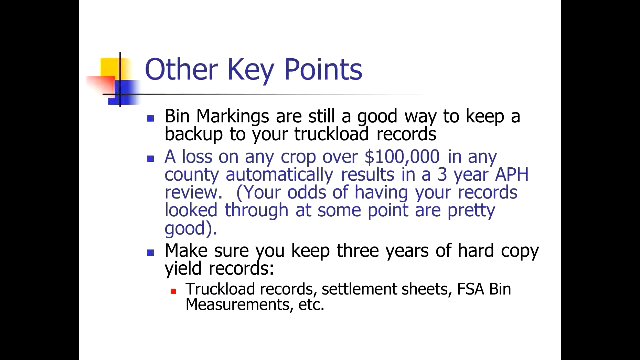 Other Key Points
Bin Markings are still a good way to keep a
backup to your truckload records
A loss on any crop over $100,000 in any
county automatically results in a 3 year APH
review. (Your odds of having your records
looked through at some point are pretty
good).
Make sure you keep three years of hard copy
yield records:
Truckload records, settlement sheets, FSA Bin
Measurements, etc.